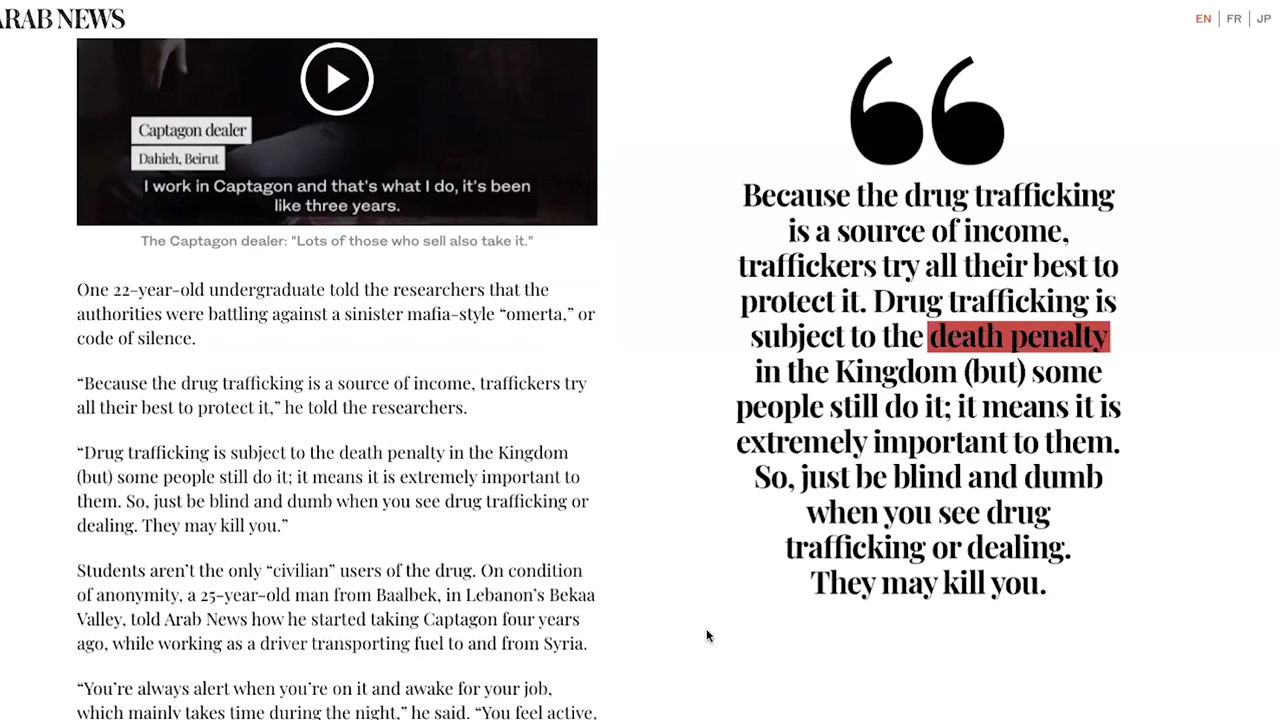 ARAB NEWS
EN | FR | JP
Captagon dealer
Dahieh, Beirut
I work in Captagon and that's what I do, it's been
like three years.
The Captagon dealer: "Lots of those who sell also take it."
One 22-year-old undergraduate told the researchers that the
authorities were battling against a sinister mafia-style “omerta,” or
code of silence.
“Because the drug trafficking is a source of income, traffickers try
all their best to protect it,” he told the researchers.
“Drug trafficking is subject to the death penalty in the Kingdom
(but) some people still do it; it means it is extremely important to
them. So, just be blind and dumb when you see drug trafficking or
dealing. They may kill you.”
Students aren’t the only “civilian” users of the drug. On condition
of anonymity, a 25-year-old man from Baalbek, in Lebanon’s Bekaa
Valley, told Arab News how he started taking Captagon four years
ago, while working as a driver transporting fuel to and from Syria.
“You’re always alert when you’re on it and awake for your job,
which mainly takes time during the night,” he said. “You feel active,
“
Because the drug trafficking
is a source of income,
traffickers try all their best to
protect it. Drug trafficking is
subject to the death penalty
in the Kingdom (but) some
people still do it; it means it is
extremely important to them.
So, just be blind and dumb
when you see drug
trafficking or dealing.
They may kill you.